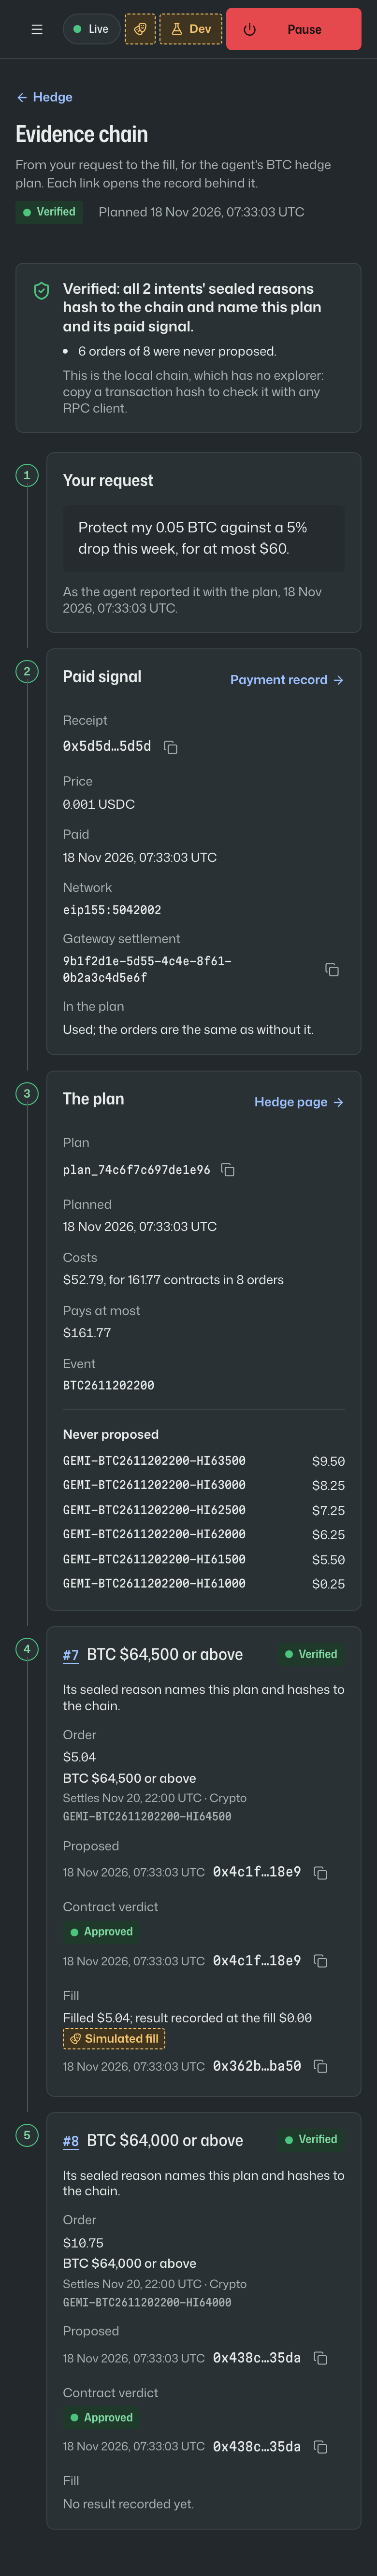 Live
Dev
Pause
← Hedge
Evidence chain
From your request to the fill, for the agent's BTC hedge
plan. Each link opens the record behind it.
Verified
Planned 18 Nov 2026, 07:33:03 UTC
Verified: all 2 intents' sealed reasons
hash to the chain and name this plan
and its paid signal.
• 6 orders of 8 were never proposed.
This is the local chain, which has no explorer:
copy a transaction hash to check it with any
RPC client.
1
Your request
Protect my 0.05 BTC against a 5%
drop this week, for at most $60.
As the agent reported it with the plan, 18 Nov
2026, 07:33:03 UTC.
2
Paid signal
Payment record →
Receipt
0x5d5d…5d5d
Price
0.001 USDC
Paid
18 Nov 2026, 07:33:03 UTC
Network
eip155:5042002
Gateway settlement
9b1f2d1e-5d55-4c4e-8f61-
0b2a3c4d5e6f
In the plan
Used; the orders are the same as without it.
3
The plan
Hedge page →
Plan
plan_74c6f7c697de1e96
Planned
18 Nov 2026, 07:33:03 UTC
Costs
$52.79, for 161.77 contracts in 8 orders
Pays at most
$161.77
Event
BTC2611202200
Never proposed
GEMI-BTC2611202200-HI63500 $9.50
GEMI-BTC2611202200-HI63000 $8.25
GEMI-BTC2611202200-HI62500 $7.25
GEMI-BTC2611202200-HI62000 $6.25
GEMI-BTC2611202200-HI61500 $5.50
GEMI-BTC2611202200-HI61000 $0.25
4
#7 BTC $64,500 or above
Verified
Its sealed reason names this plan and hashes to
the chain.
Order
$5.04
BTC $64,500 or above
Settles Nov 20, 22:00 UTC · Crypto
GEMI-BTC2611202200-HI64500
Proposed
18 Nov 2026, 07:33:03 UTC 0x4c1f…18e9
Contract verdict
Approved
18 Nov 2026, 07:33:03 UTC 0x4c1f…18e9
Fill
Filled $5.04; result recorded at the fill $0.00
Simulated fill
18 Nov 2026, 07:33:03 UTC 0x362b…ba50
5
#8 BTC $64,000 or above
Verified
Its sealed reason names this plan and hashes to
the chain.
Order
$10.75
BTC $64,000 or above
Settles Nov 20, 22:00 UTC · Crypto
GEMI-BTC2611202200-HI64000
Proposed
18 Nov 2026, 07:33:03 UTC 0x438c…35da
Contract verdict
Approved
18 Nov 2026, 07:33:03 UTC 0x438c…35da
Fill
No result recorded yet.